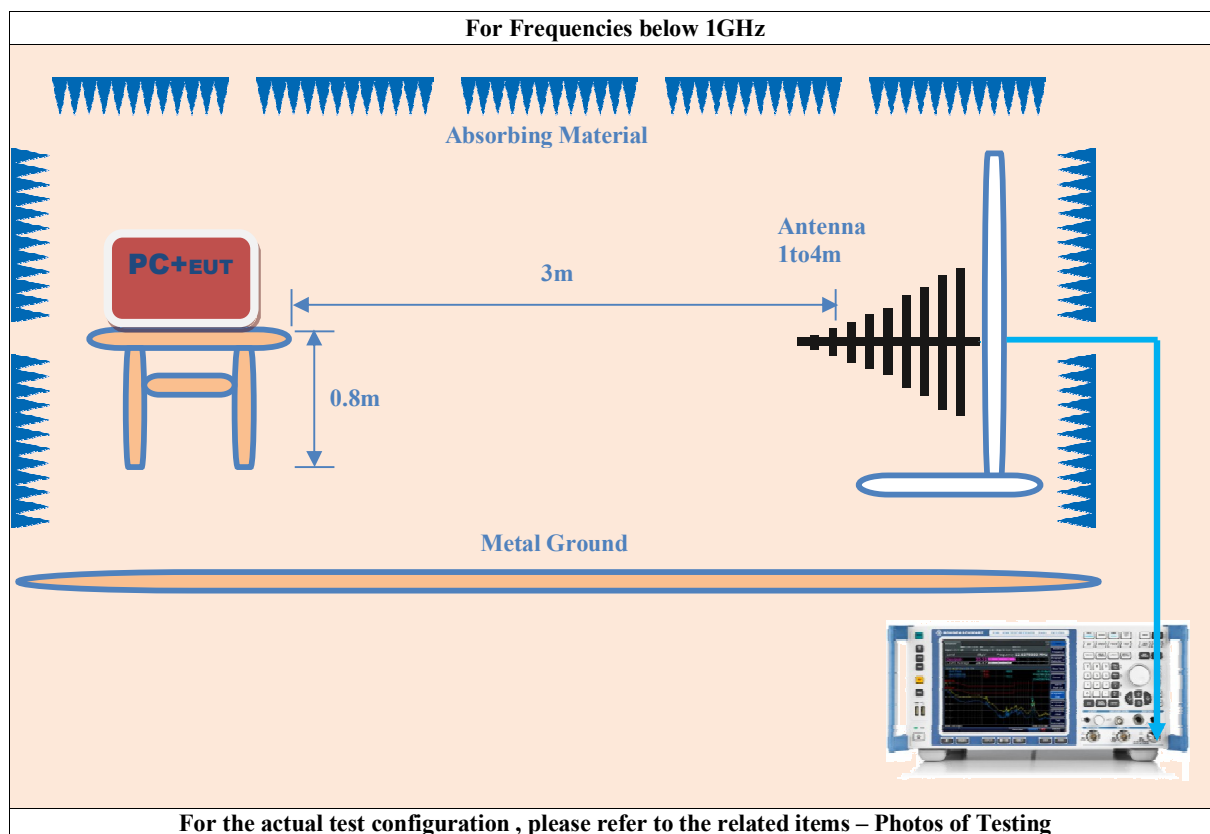 For Frequencies below 1GHz
Absorbing Material
Antenna
1to4m
PC+EUT
3m
0.8m
Metal Ground
For the actual test configuration , please refer to the related items – Photos of Testing